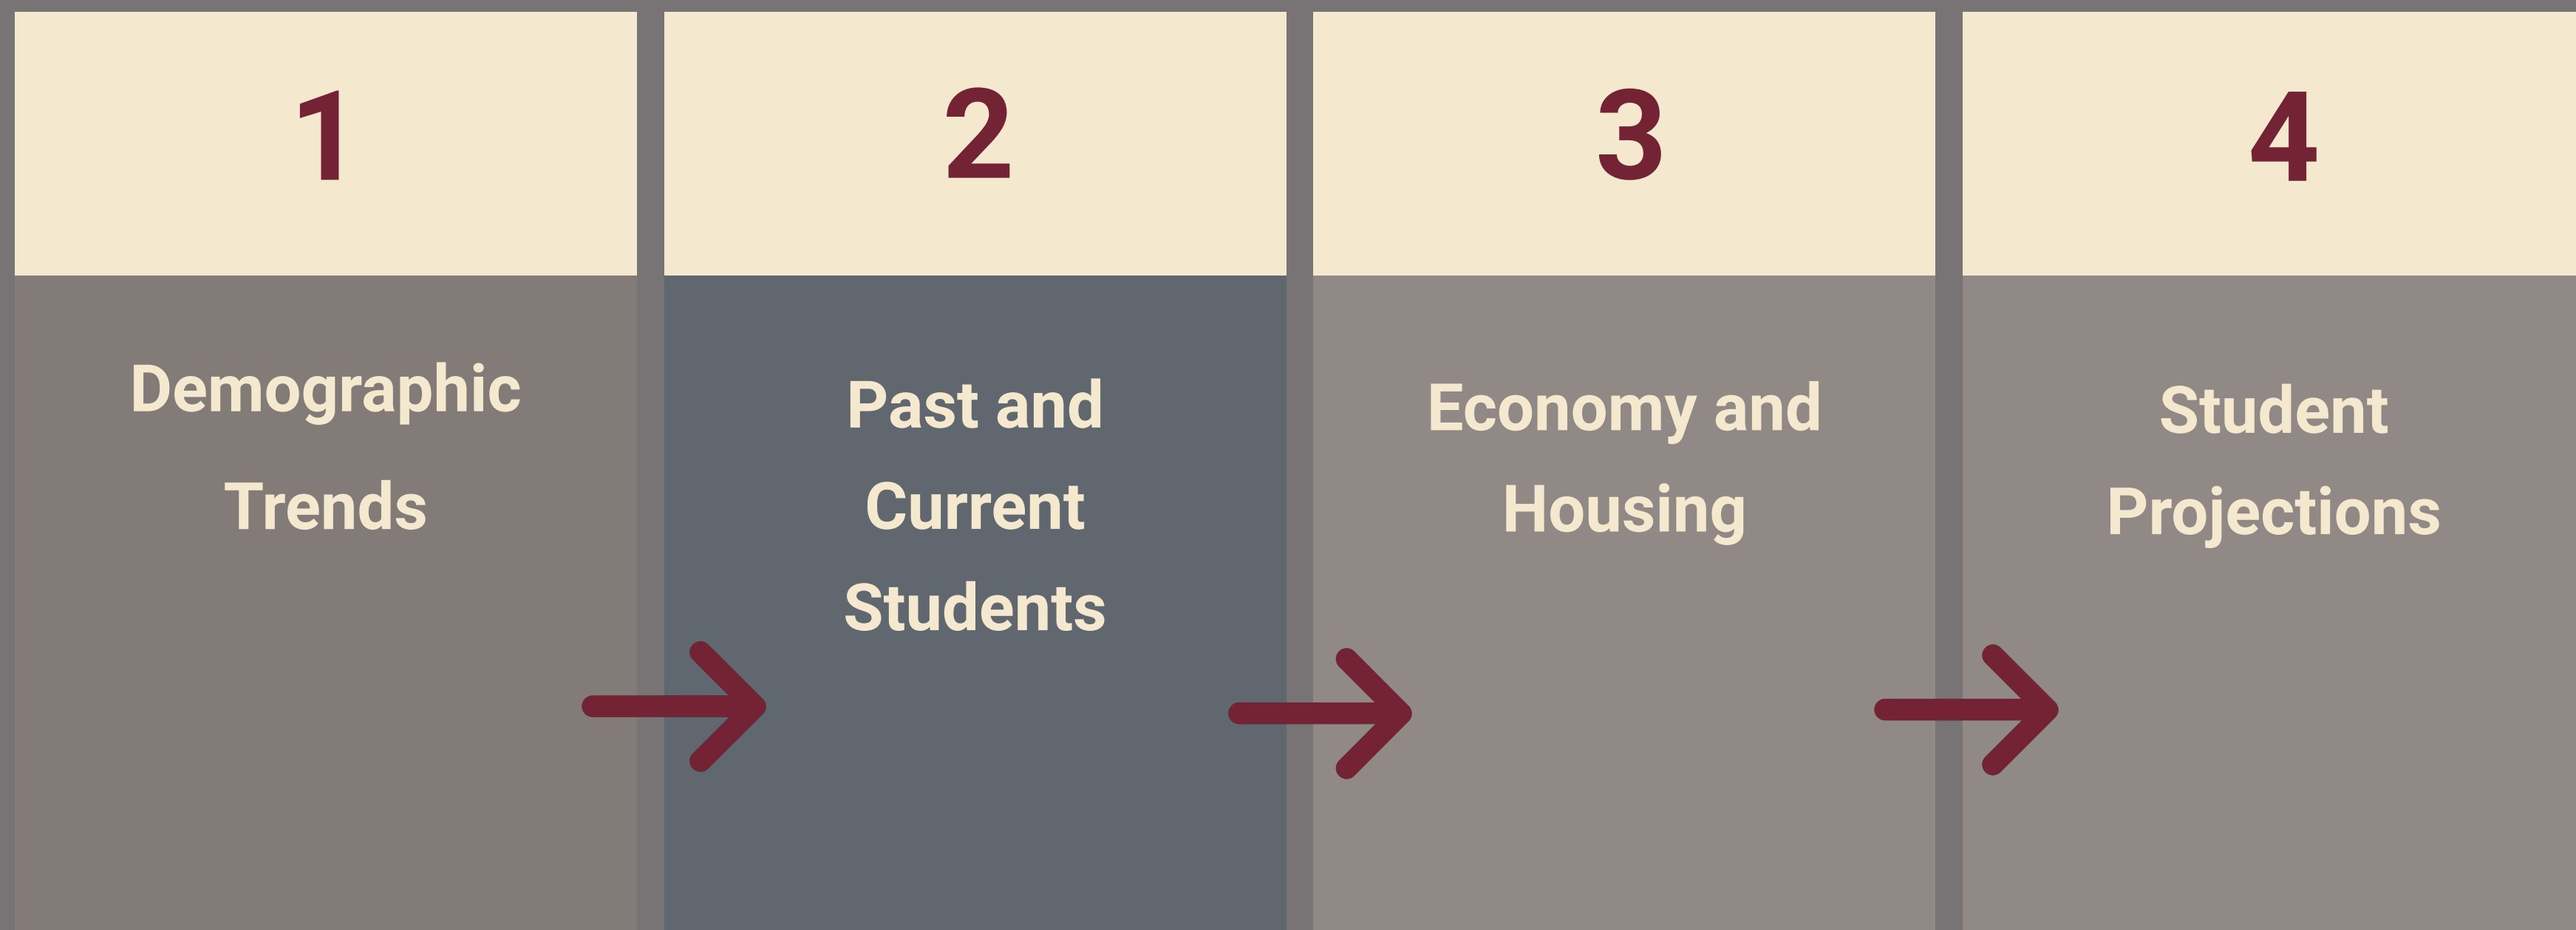 1
Demographic
Trends
2
Past and
Current
Students
3
Economy and
Housing
4
Student
Projections